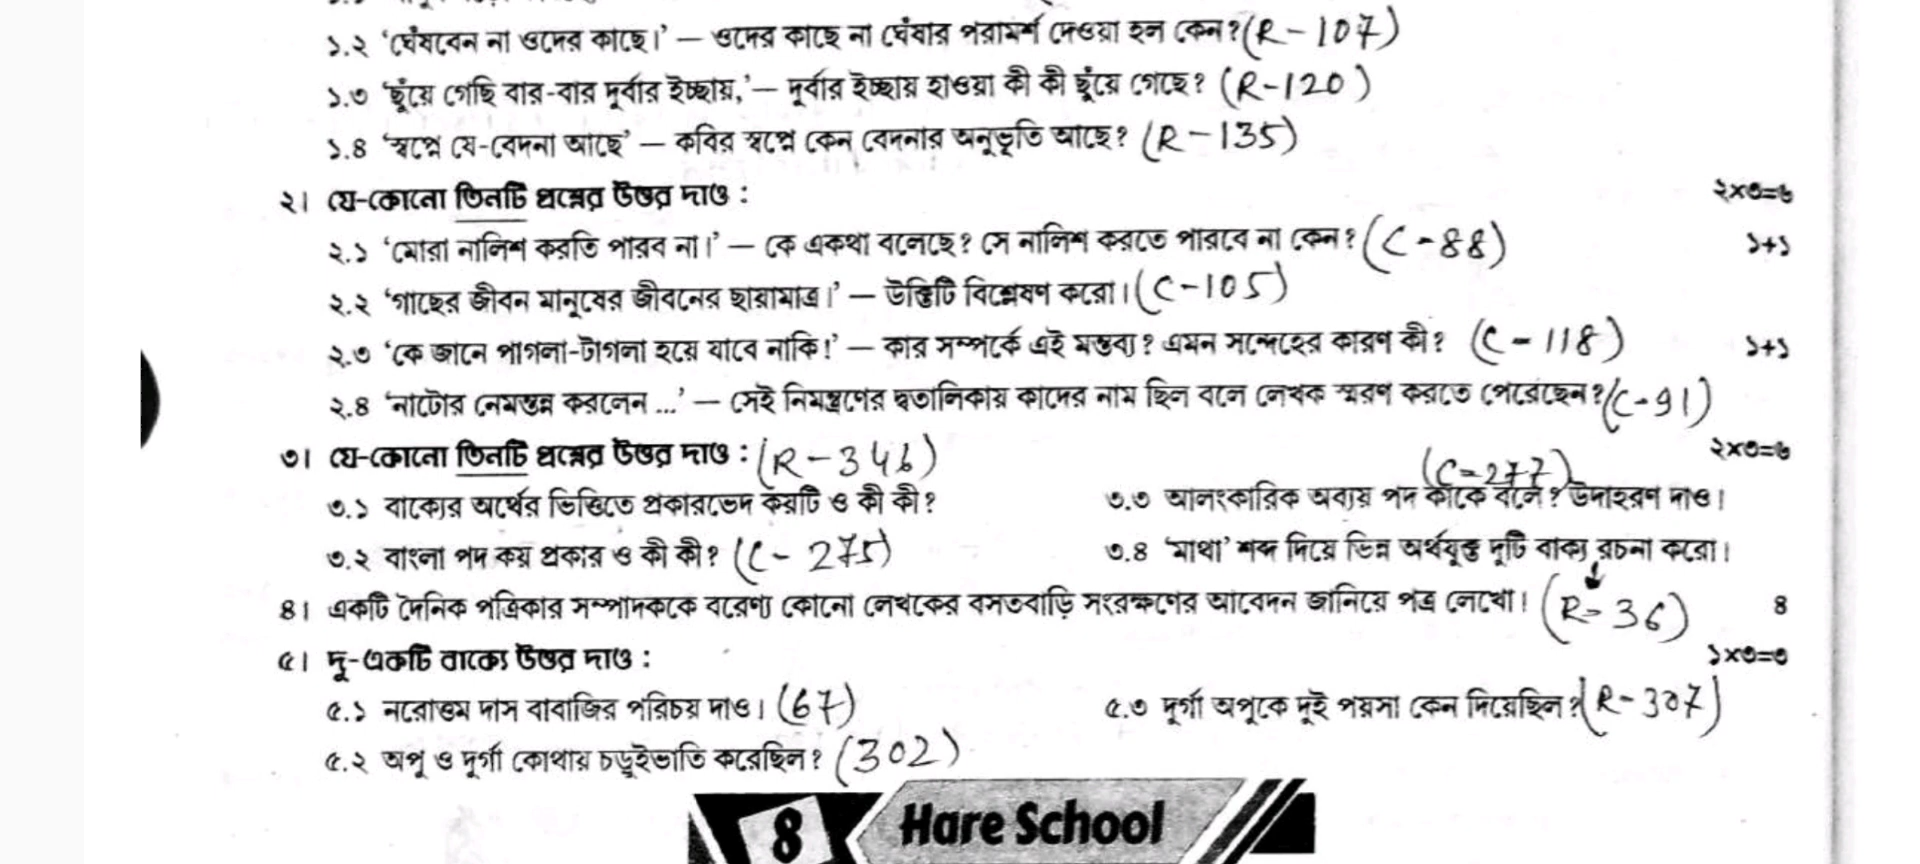 ১.২ ‘ঘেঁষবেন না ওদের কাছে।’ — ওদের কাছে না ঘেঁষার পরামর্শ দেওয়া হল কেন? (R - 107)
১.৩ ‘ছুঁয়ে গেছি বার-বার দুর্বার ইচ্ছায়,’ — দুর্বার ইচ্ছায় হাওয়া কী কী ছুঁয়ে গেছে? (R-120)
১.৪ ‘স্বপ্নে যে-বেদনা আছে’ — কবির স্বপ্নে কেন বেদনার অনুভূতি আছে? (R - 135)
২। যে-কোনো তিনটি প্রশ্নের উত্তর দাও : ২×৩=৬
২.১ ‘মোরা নালিশ করতি পারব না।’ — কে একথা বলেছে? সে নালিশ করতে পারবে না কেন? (C - 88) ১+১
২.২ ‘গাছের জীবন মানুষের জীবনের ছায়ামাত্র।’ — উক্তিটি বিশ্লেষণ করো। (C - 105)
২.৩ ‘কে জানে পাগলা-টাগলা হয়ে যাবে নাকি!’ — কার সম্পর্কে এই মন্তব্য? এমন সন্দেহের কারণ কী? (C - 118) ১+১
২.৪ ‘নাটোর নেমন্তন্ন করলেন ...’ — সেই নিমন্ত্রণের তালিকায় কাদের নাম ছিল বলে লেখক স্মরণ করতে পেরেছেন? (C-91)
৩। যে-কোনো তিনটি প্রশ্নের উত্তর দাও : (R - 346) ২×৩=৬
(C-277)
৩.১ বাক্যের অর্থের ভিত্তিতে প্রকারভেদ কয়টি ও কী কী? ৩.৩ আলংকারিক অব্যয় পদ কাকে বলে? উদাহরণ দাও।
৩.২ বাংলা পদ কয় প্রকার ও কী কী? (C - 275) ৩.৪ ‘মাথা’ শব্দ দিয়ে ভিন্ন অর্থযুক্ত দুটি বাক্য রচনা করো।
৪। একটি দৈনিক পত্রিকার সম্পাদককে বরেণ্য কোনো লেখকের বসতবাড়ি সংরক্ষণের আবেদন জানিয়ে পত্র লেখো। (R - 36) ৪
৫। দু-একটি বাক্যে উত্তর দাও : ১×৩=৩
৫.১ নরোত্তম দাস বাবাজির পরিচয় দাও। (67) ৫.৩ দুর্গা অপুকে দুই পয়সা কেন দিয়েছিল? (R - 307)
৫.২ অপু ও দুর্গা কোথায় চড়ুইভাতি করেছিল? (302)
8 Hare School